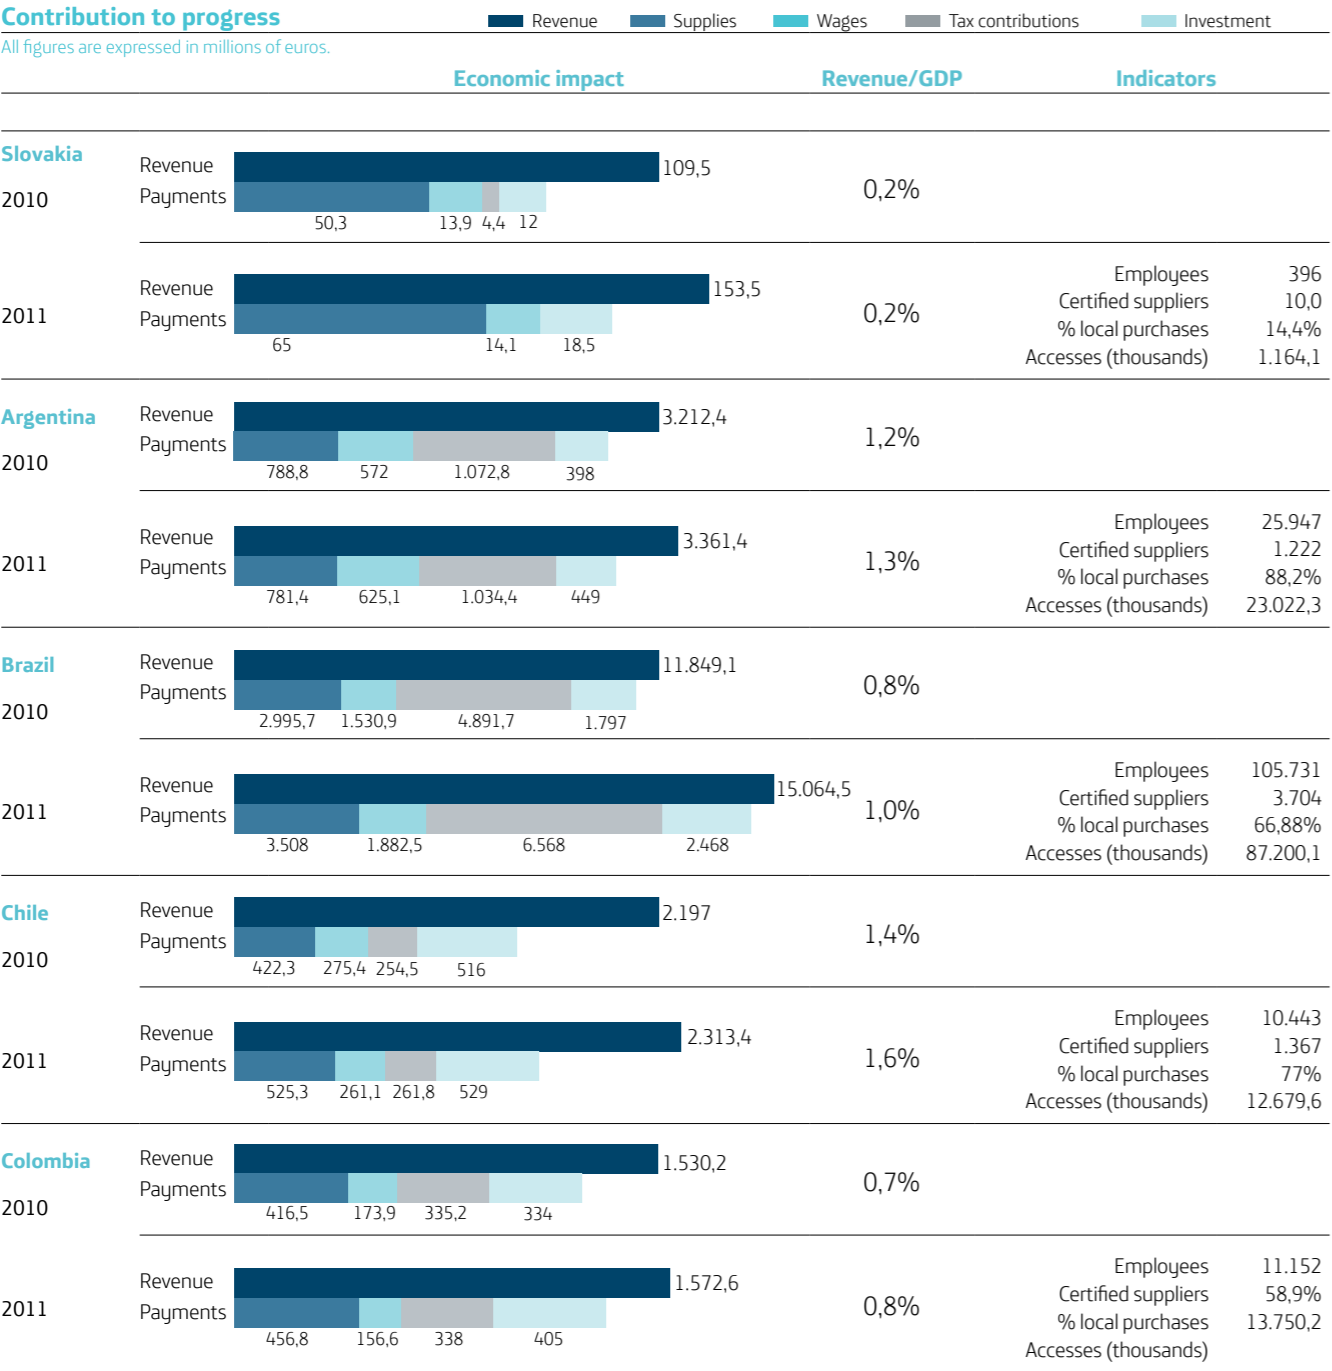 Contribution to progress
Revenue Supplies Wages Tax contributions Investment
All figures are expressed in millions of euros.
Economic impact Revenue/GDP Indicators
Slovakia
2010
Revenue 109,5
Payments
50,3 13,9 4,4 12
0,2%
2011
Revenue 153,5
Payments
65 14,1 18,5
0,2%
Employees 396
Certified suppliers 10,0
% local purchases 14,4%
Accesses (thousands) 1.164,1
Argentina
2010
Revenue 3.212,4
Payments
788,8 572 1.072,8 398
1,2%
2011
Revenue 3.361,4
Payments
781,4 625,1 1.034,4 449
1,3%
Employees 25.947
Certified suppliers 1.222
% local purchases 88,2%
Accesses (thousands) 23.022,3
Brazil
2010
Revenue 11.849,1
Payments
2.995,7 1.530,9 4.891,7 1.797
0,8%
2011
Revenue 15.064,5
Payments
3.508 1.882,5 6.568 2.468
1,0%
Employees 105.731
Certified suppliers 3.704
% local purchases 66,88%
Accesses (thousands) 87.200,1
Chile
2010
Revenue 2.197
Payments
422,3 275,4 254,5 516
1,4%
2011
Revenue 2.313,4
Payments
525,3 261,1 261,8 529
1,6%
Employees 10.443
Certified suppliers 1.367
% local purchases 77%
Accesses (thousands) 12.679,6
Colombia
2010
Revenue 1.530,2
Payments
416,5 173,9 335,2 334
0,7%
2011
Revenue 1.572,6
Payments
456,8 156,6 338 405
0,8%
Employees 11.152
Certified suppliers 58,9%
% local purchases 13.750,2
Accesses (thousands)